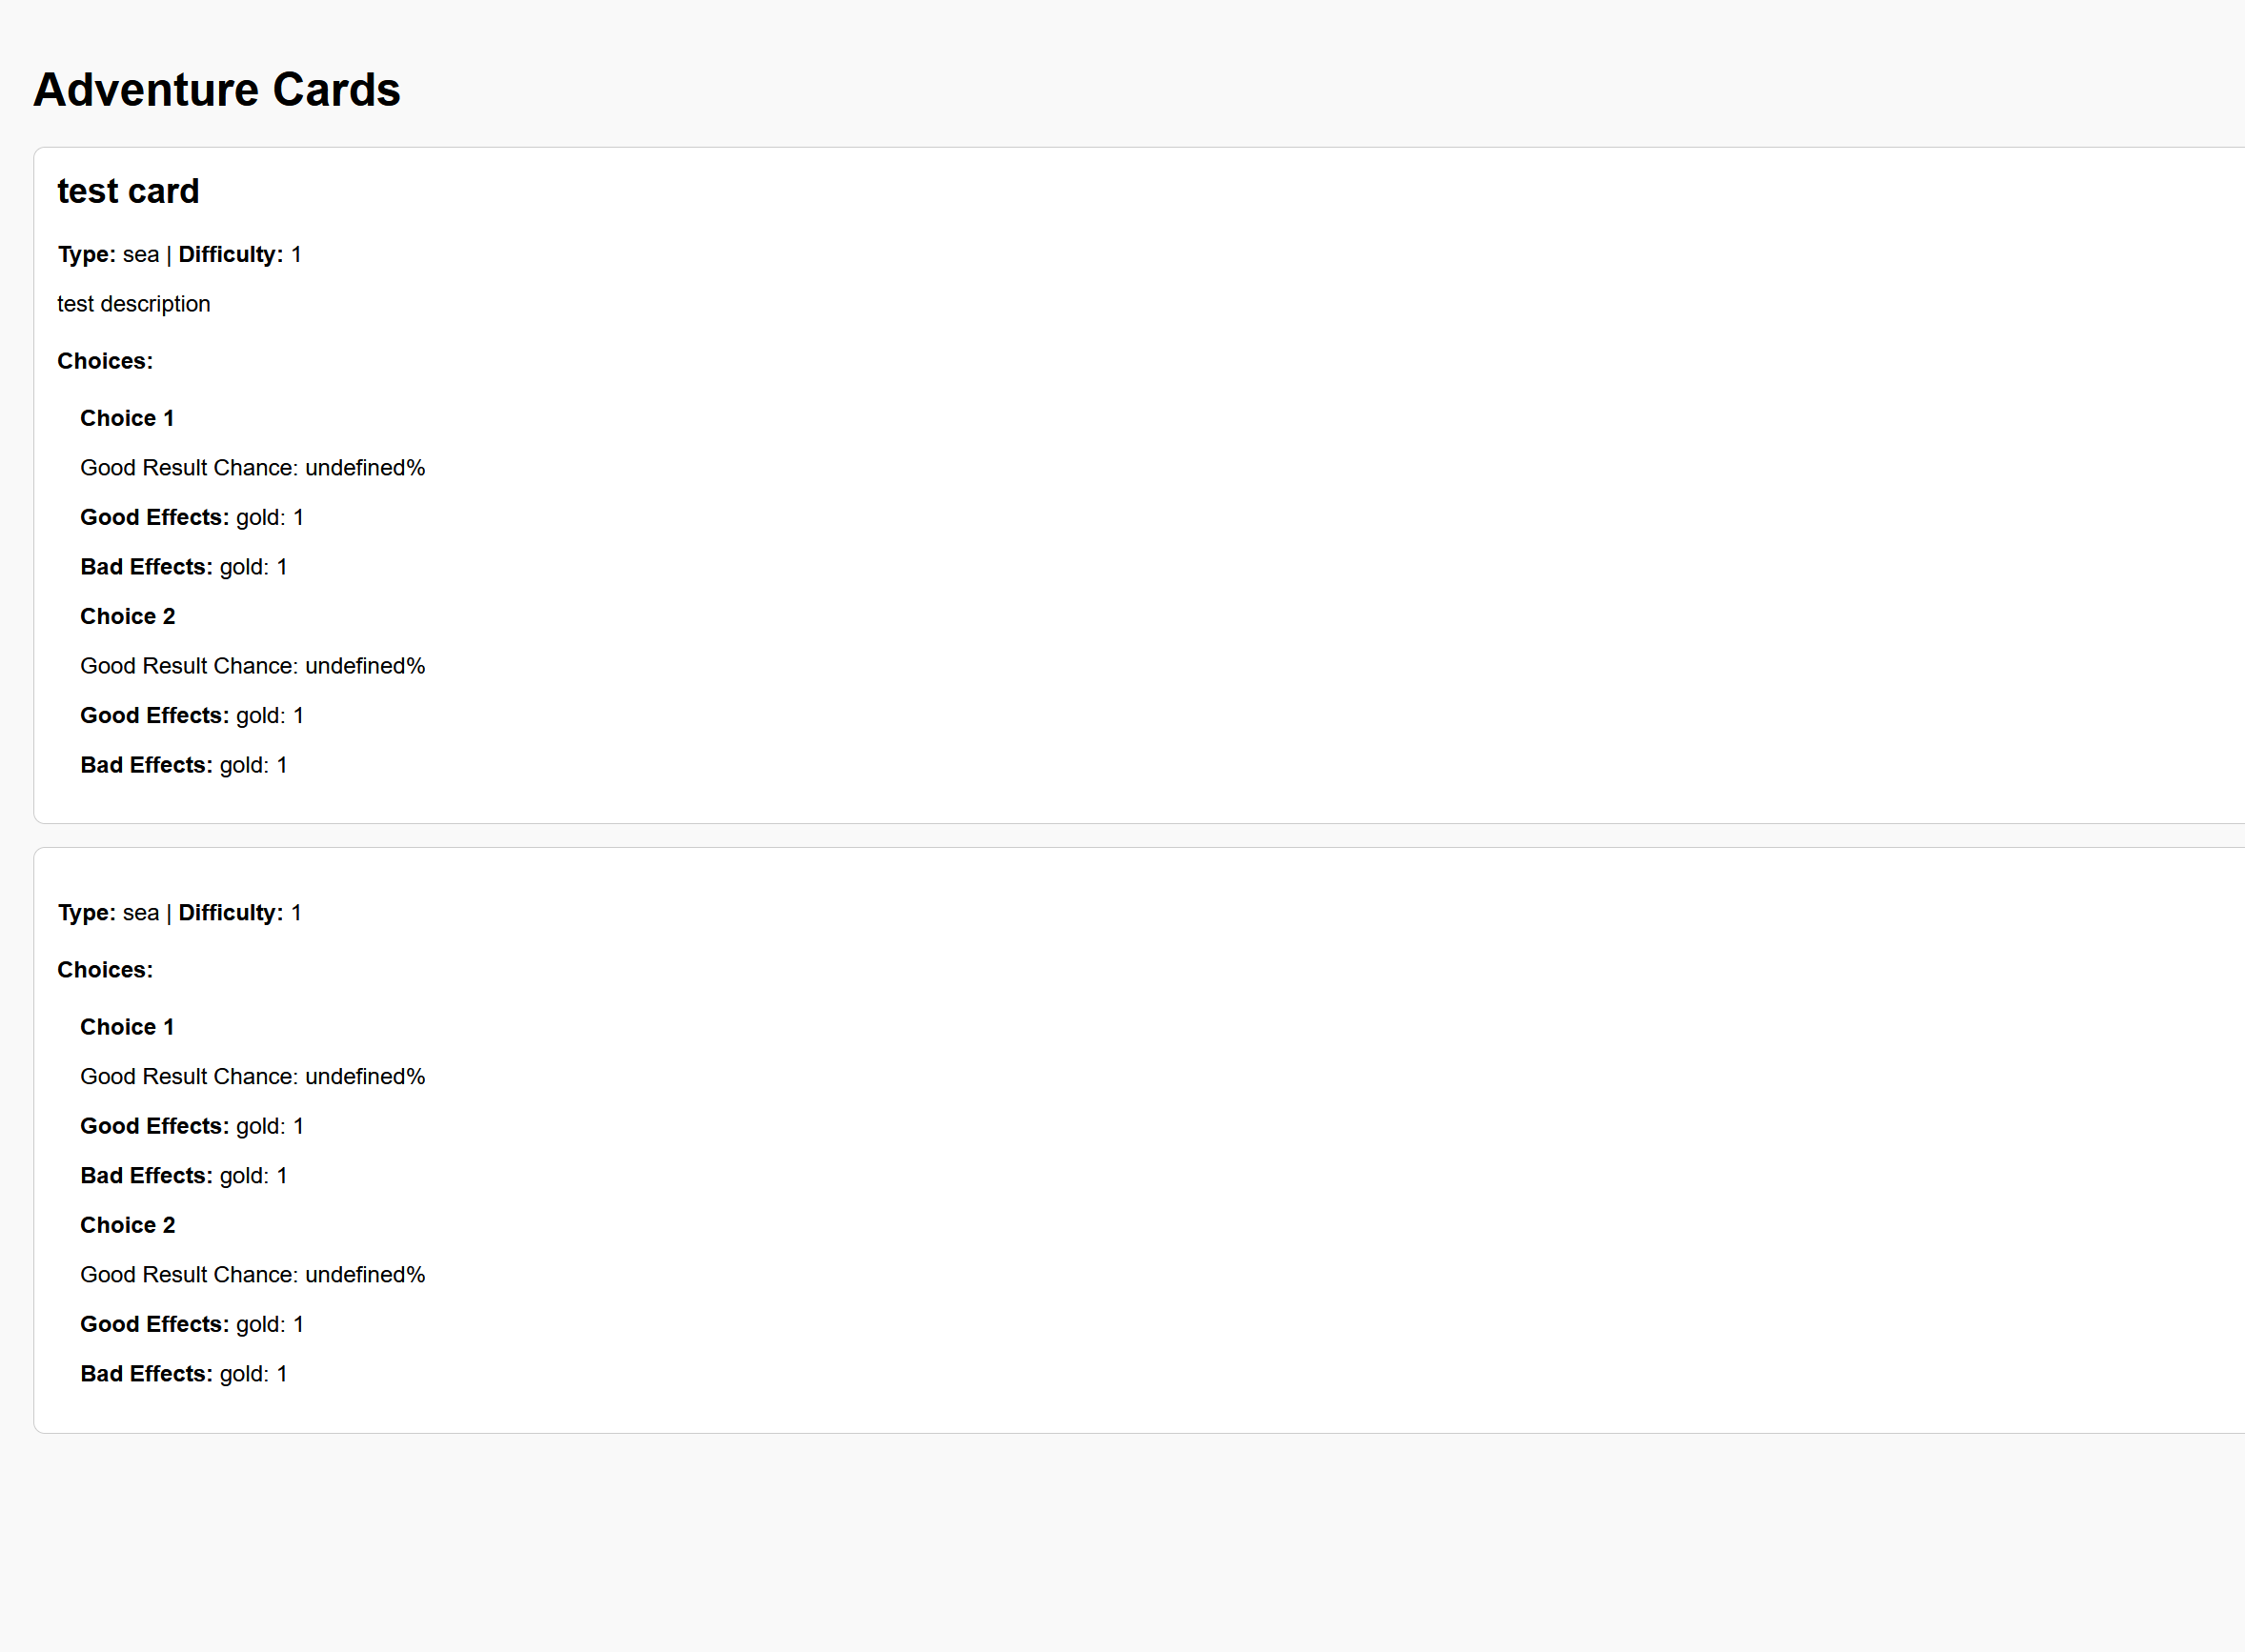 Adventure Cards
test card
Type: sea | Difficulty: 1
test description
Choices:
Choice 1
Good Result Chance: undefined%
Good Effects: gold: 1
Bad Effects: gold: 1
Choice 2
Good Result Chance: undefined%
Good Effects: gold: 1
Bad Effects: gold: 1
Type: sea | Difficulty: 1
Choices:
Choice 1
Good Result Chance: undefined%
Good Effects: gold: 1
Bad Effects: gold: 1
Choice 2
Good Result Chance: undefined%
Good Effects: gold: 1
Bad Effects: gold: 1